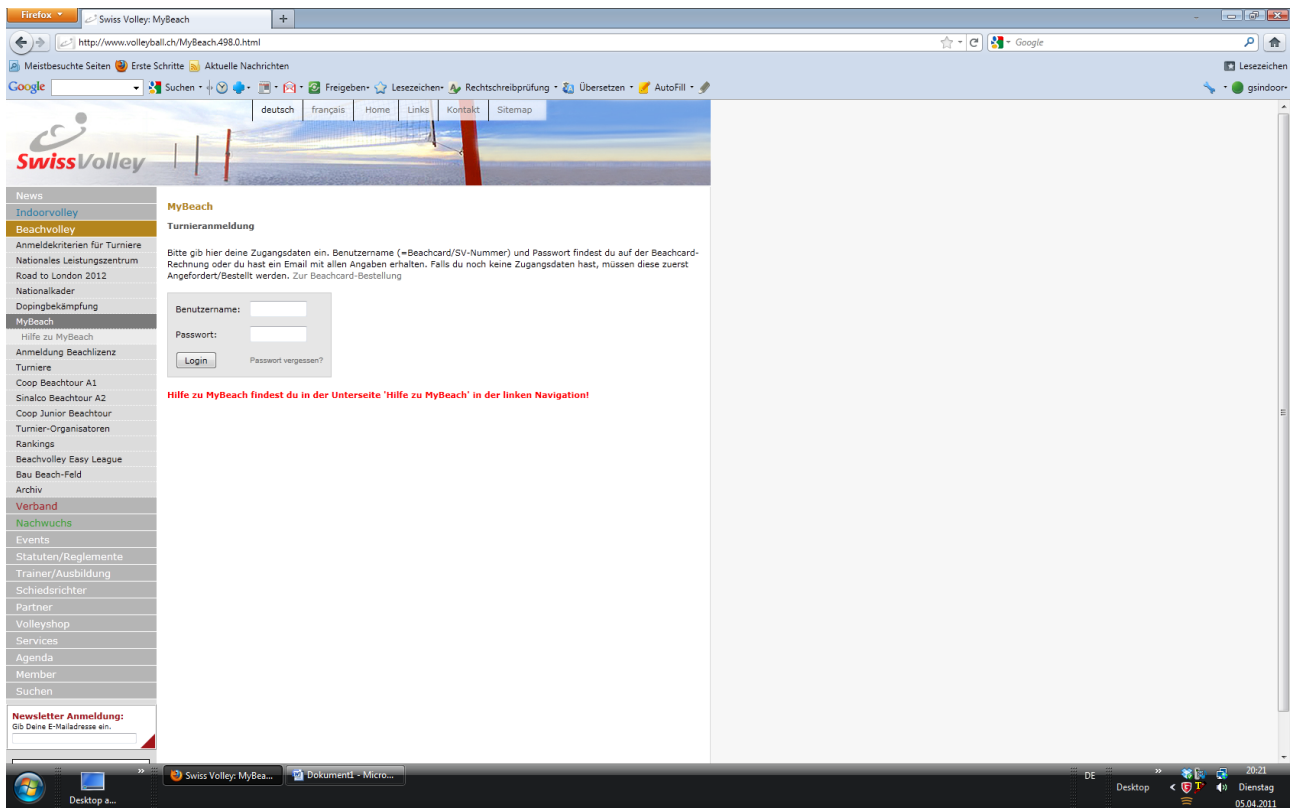 Firefox
Swiss Volley: MyBeach
+
http://www.volleyball.ch/MyBeach.498.0.html
Google
Meistbesuchte Seiten Erste Schritte Aktuelle Nachrichten
Lesezeichen
Google Suchen Freigeben Lesezeichen Rechtschreibprüfung Übersetzen AutoFill
gsindoor
deutsch français Home Links Kontakt Sitemap
SwissVolley
News
Indoorvolley
Beachvolley
Anmeldekriterien für Turniere
Nationales Leistungszentrum
Road to London 2012
Nationalkader
Dopingbekämpfung
MyBeach
Hilfe zu MyBeach
Anmeldung Beachlizenz
Turniere
Coop Beachtour A1
Sinalco Beachtour A2
Coop Junior Beachtour
Turnier-Organisatoren
Rankings
Beachvolley Easy League
Bau Beach-Feld
Archiv
Verband
Nachwuchs
Events
Statuten/Reglemente
Trainer/Ausbildung
Schiedsrichter
Partner
Volleyshop
Services
Agenda
Member
Suchen
Newsletter Anmeldung:
Gib Deine E-Mailadresse ein.
MyBeach
Turnieranmeldung
Bitte gib hier deine Zugangsdaten ein. Benutzername (=Beachcard/SV-Nummer) und Passwort findest du auf der Beachcard-
Rechnung oder du hast ein Email mit allen Angaben erhalten. Falls du noch keine Zugangsdaten hast, müssen diese zuerst
Angefordert/Bestellt werden. Zur Beachcard-Bestellung
Benutzername:
Passwort:
Login Passwort vergessen?
Hilfe zu MyBeach findest du in der Unterseite 'Hilfe zu MyBeach' in der linken Navigation!
Desktop a...
Swiss Volley: MyBea...
Dokument1 - Micro...
DE
Desktop
20:21
Dienstag
05.04.2011